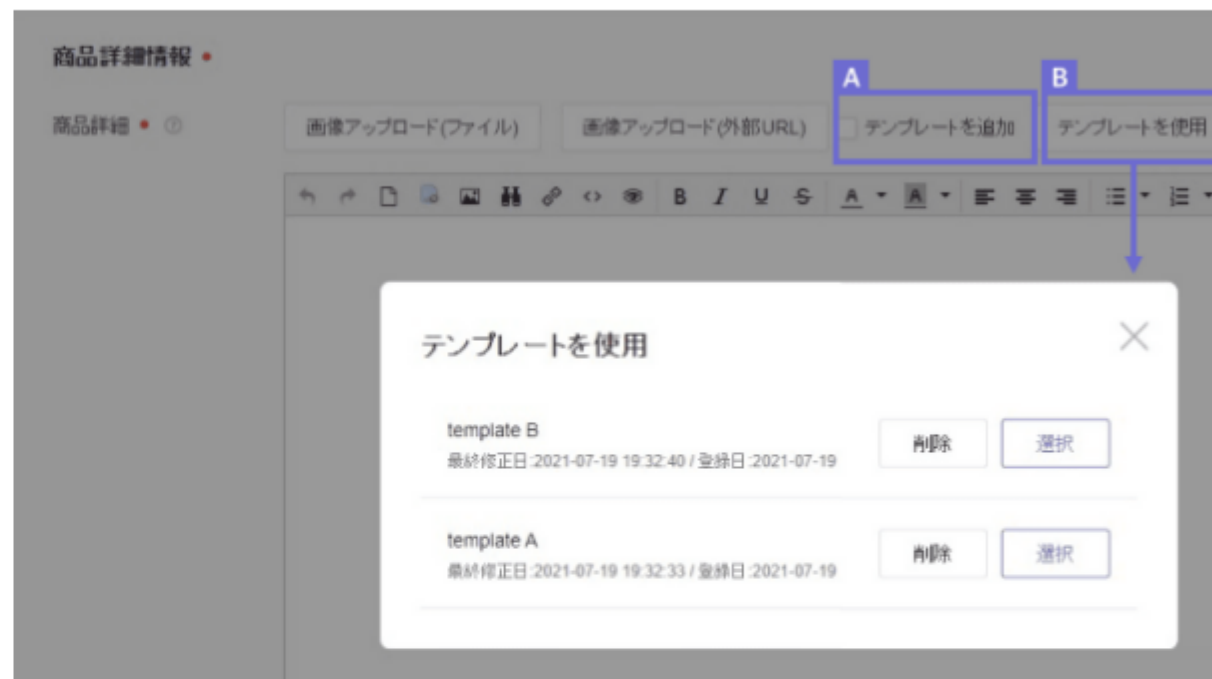 商品詳細情報
A
B
商品詳細
画像アップロード(ファイル)
画像アップロード(外部URL)
テンプレートを追加
テンプレートを使用
B I U S A A
テンプレートを使用
template B
最終修正日:2021-07-19 19:32:40 / 登録日:2021-07-19
削除
選択
template A
最終修正日:2021-07-19 19:32:33 / 登録日:2021-07-19
削除
選択